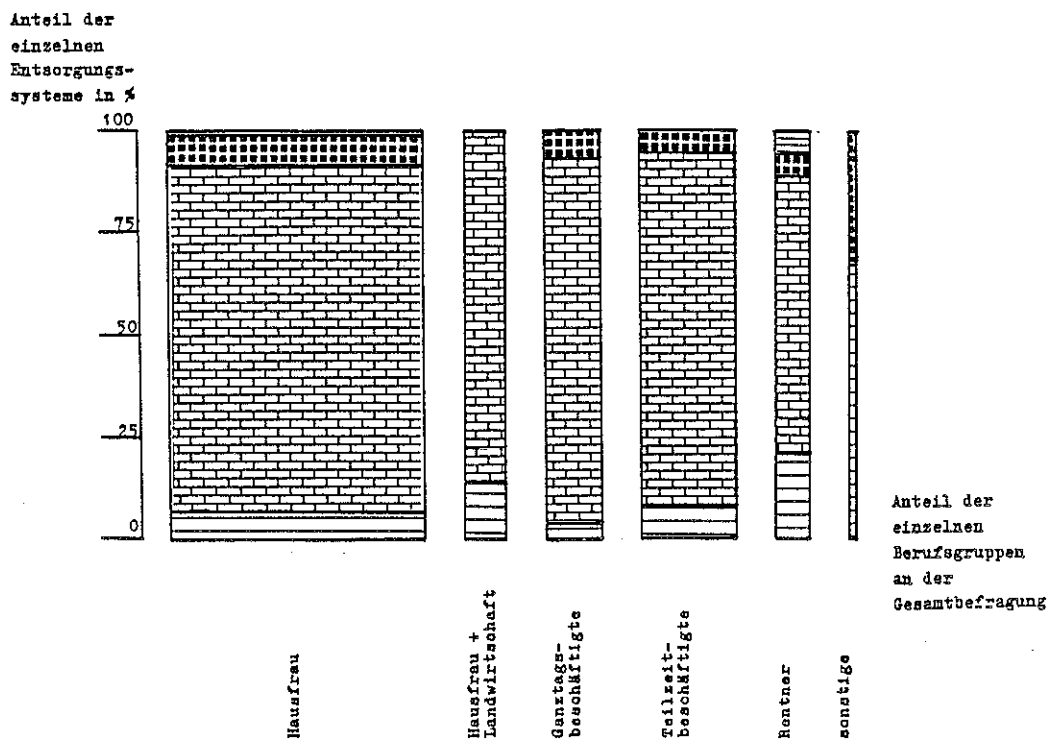 Anteil der
einzelnen
Entsorgungs-
systeme in %
100
75
50
25
0
Anteil der
einzelnen
Berufsgruppen
an der
Gesamtbefragung
Hausfrau
Hausfrau +
Landwirtschaft
Ganztags-
beschäftigte
Teilzeit-
beschäftigte
Rentner
sonstige